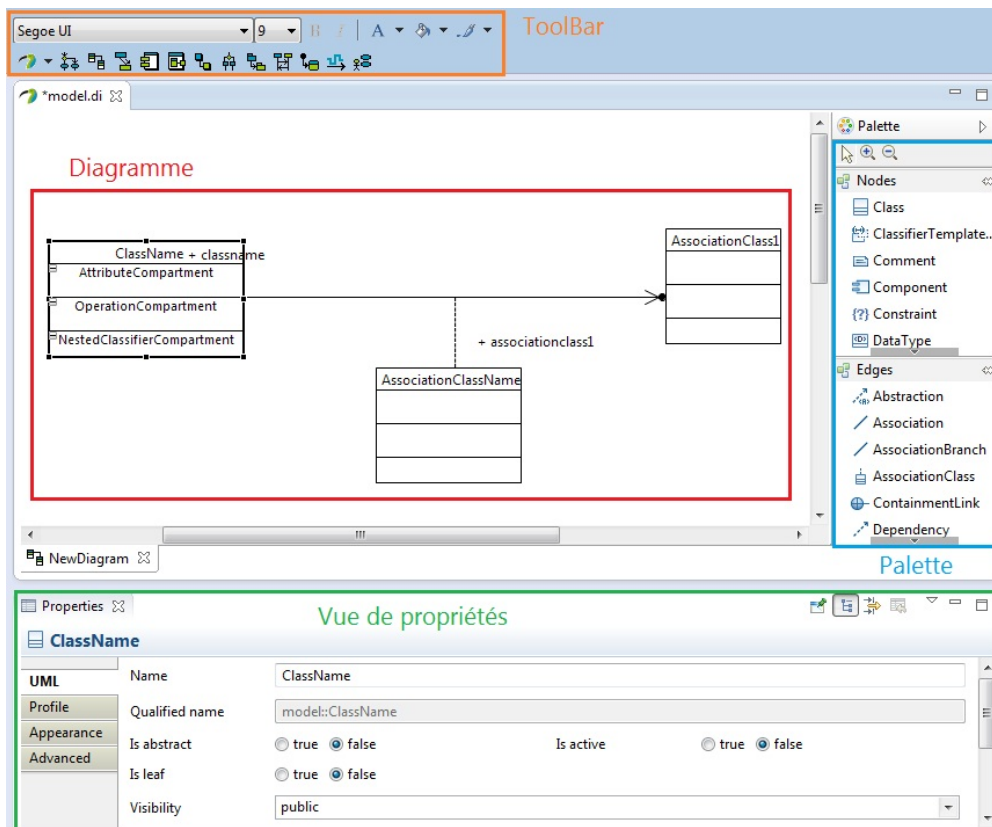 Segoe UI 9 B I A ToolBar
*model.di
Palette
Diagramme
Nodes
Class
ClassifierTemplate..
Comment
Component
{?} Constraint
DataType
Edges
Abstraction
Association
AssociationBranch
AssociationClass
ContainmentLink
Dependency
Palette
ClassName + classname
AttributeCompartment
OperationCompartment
NestedClassifierCompartment
AssociationClass1
+ associationclass1
AssociationClassName
NewDiagram
Properties
Vue de propriétés
ClassName
UML
Profile
Appearance
Advanced
Name ClassName
Qualified name model::ClassName
Is abstract true false Is active true false
Is leaf true false
Visibility public